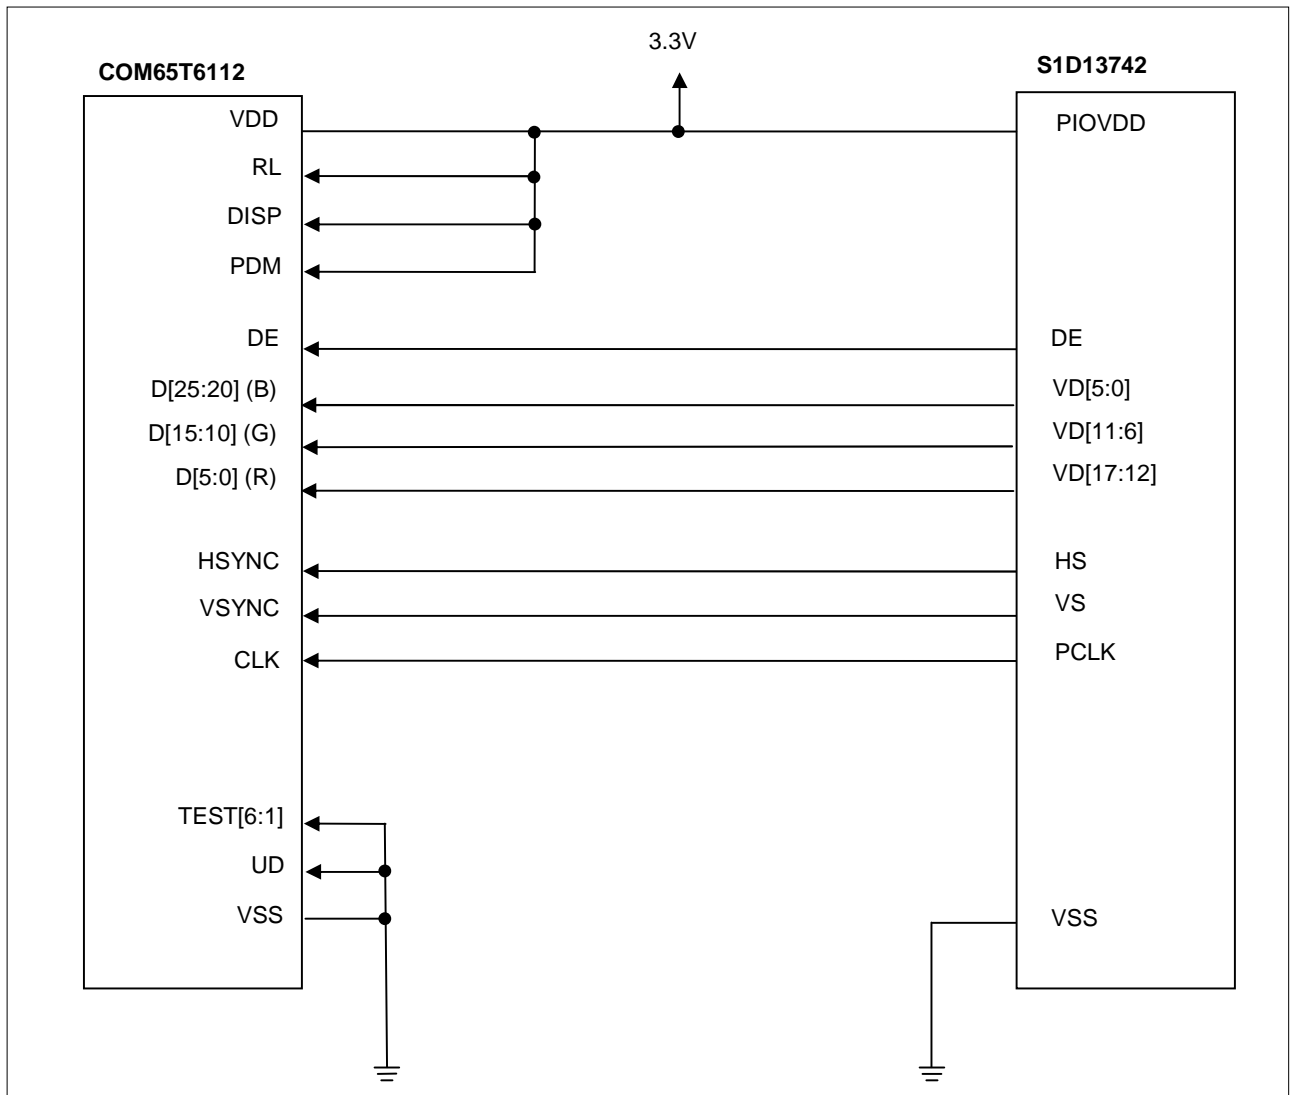 3.3V
COM65T6112
S1D13742
VDD
PIOVDD
RL
DISP
PDM
DE
DE
D[25:20] (B)
VD[5:0]
D[15:10] (G)
VD[11:6]
D[5:0] (R)
VD[17:12]
HSYNC
HS
VSYNC
VS
CLK
PCLK
TEST[6:1]
UD
VSS
VSS